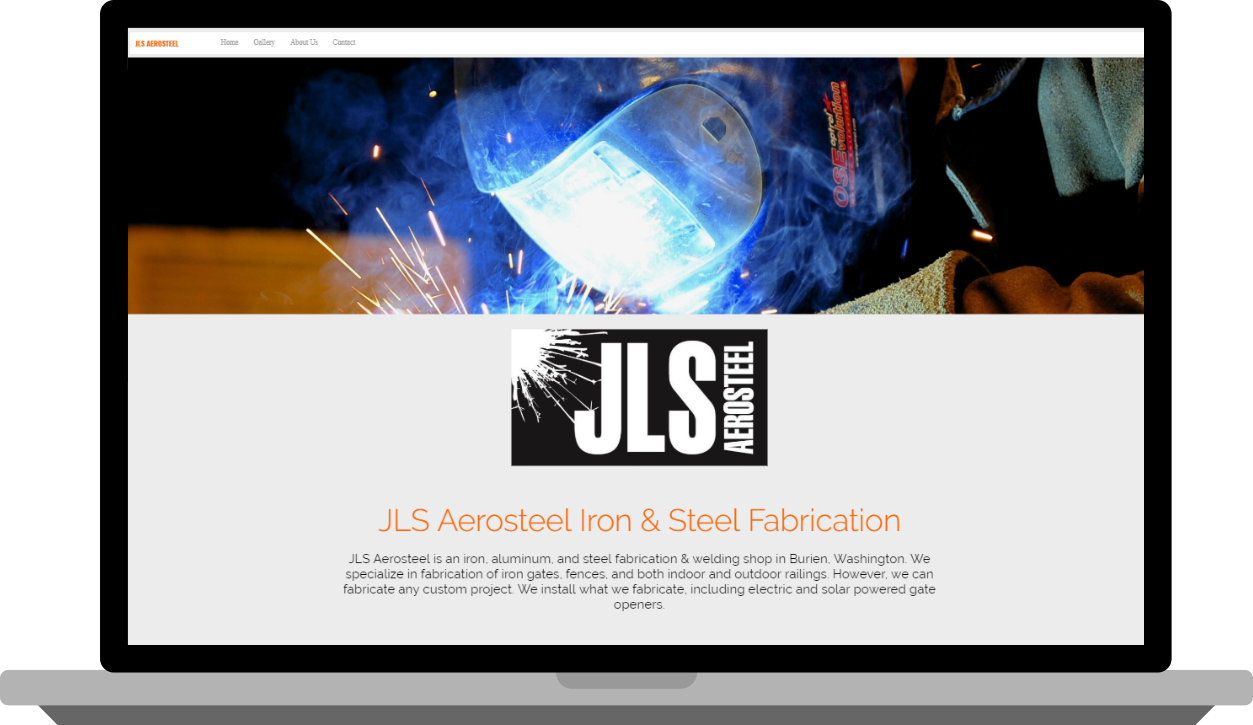 JLS AEROSTEEL Home Gallery About Us Contact
optrel
OSE
evolution
JLS
AEROSTEEL
JLS Aerosteel Iron & Steel Fabrication
JLS Aerosteel is an iron, aluminum, and steel fabrication & welding shop in Burien, Washington. We
specialize in fabrication of iron gates, fences, and both indoor and outdoor railings. However, we can
fabricate any custom project. We install what we fabricate, including electric and solar powered gate
openers.